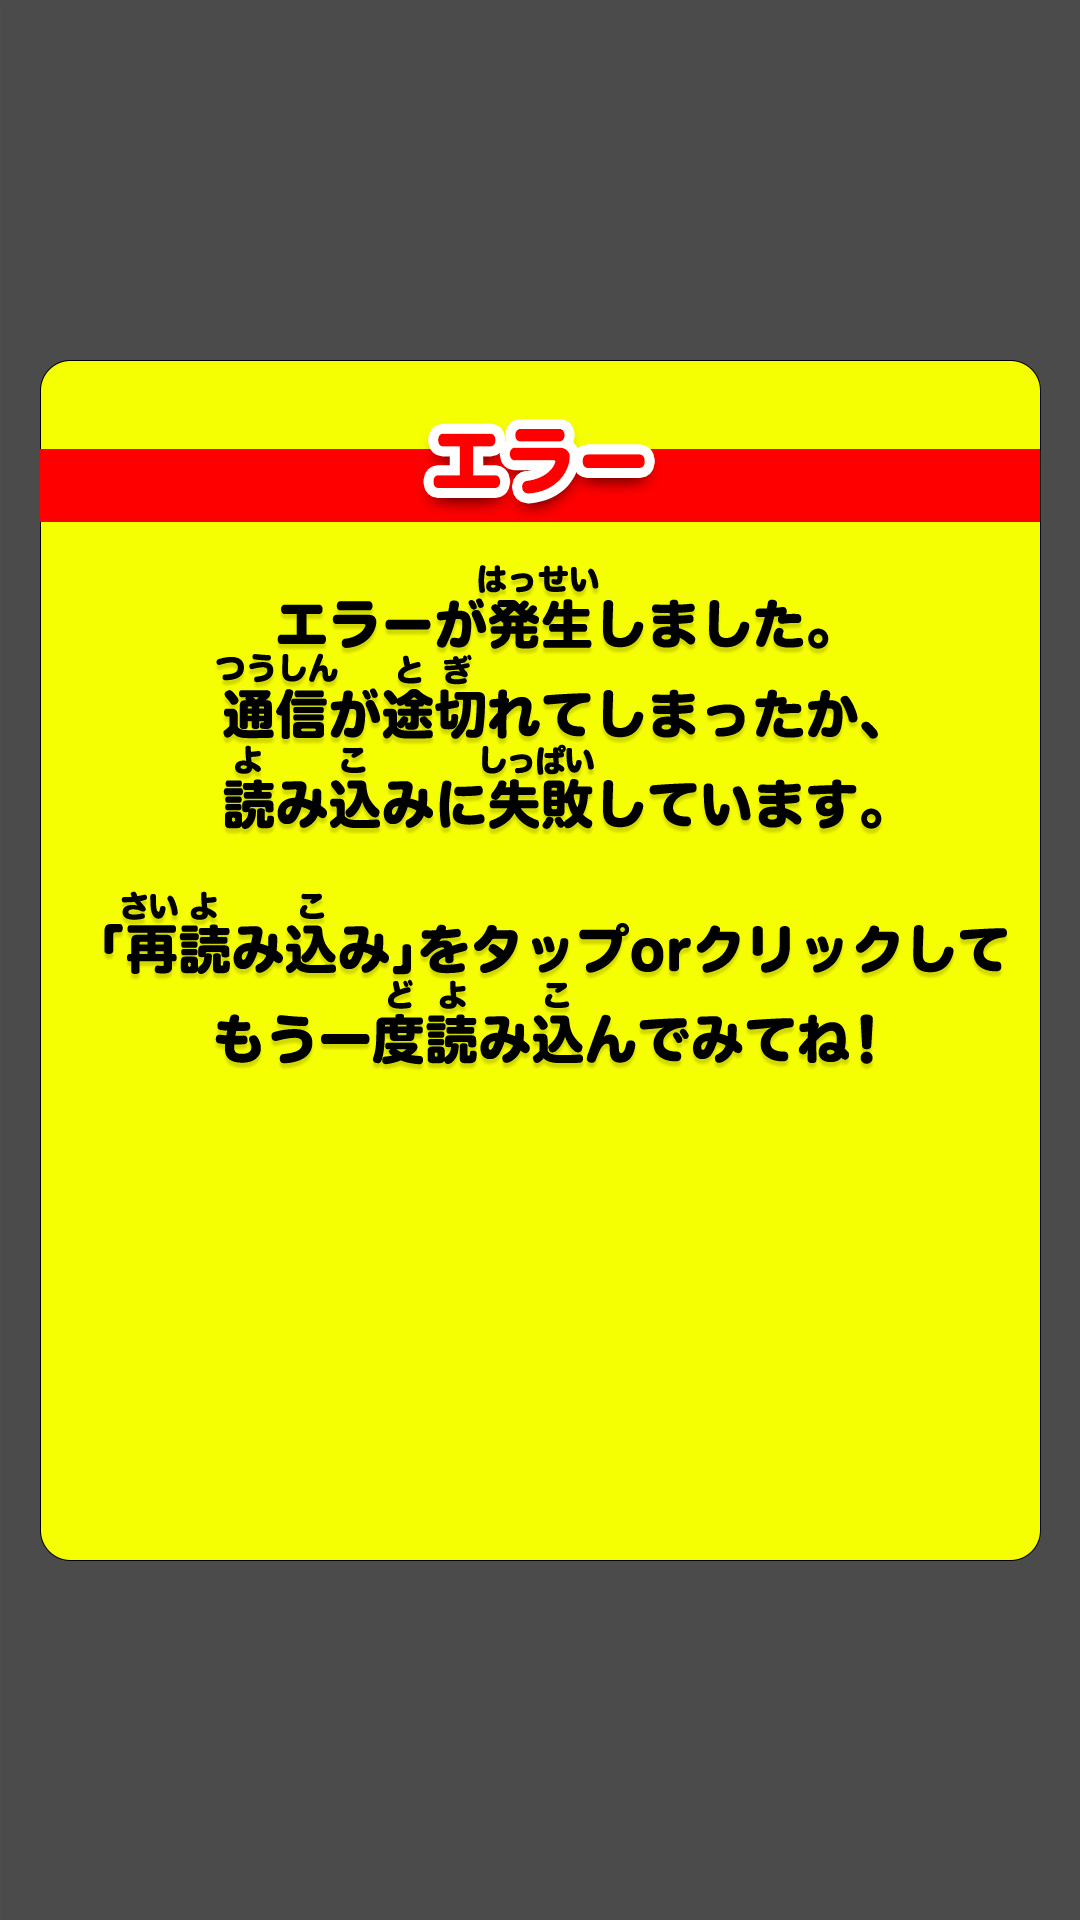 エラー
はっせい
エラーが発生しました。
つうしん と ぎ
通信が途切れてしまったか、
よ こ しっぱい
読み込みに失敗しています。
さい よ こ
「再読み込み」をタップorクリックして
ど よ こ
もう一度読み込んでみてね！